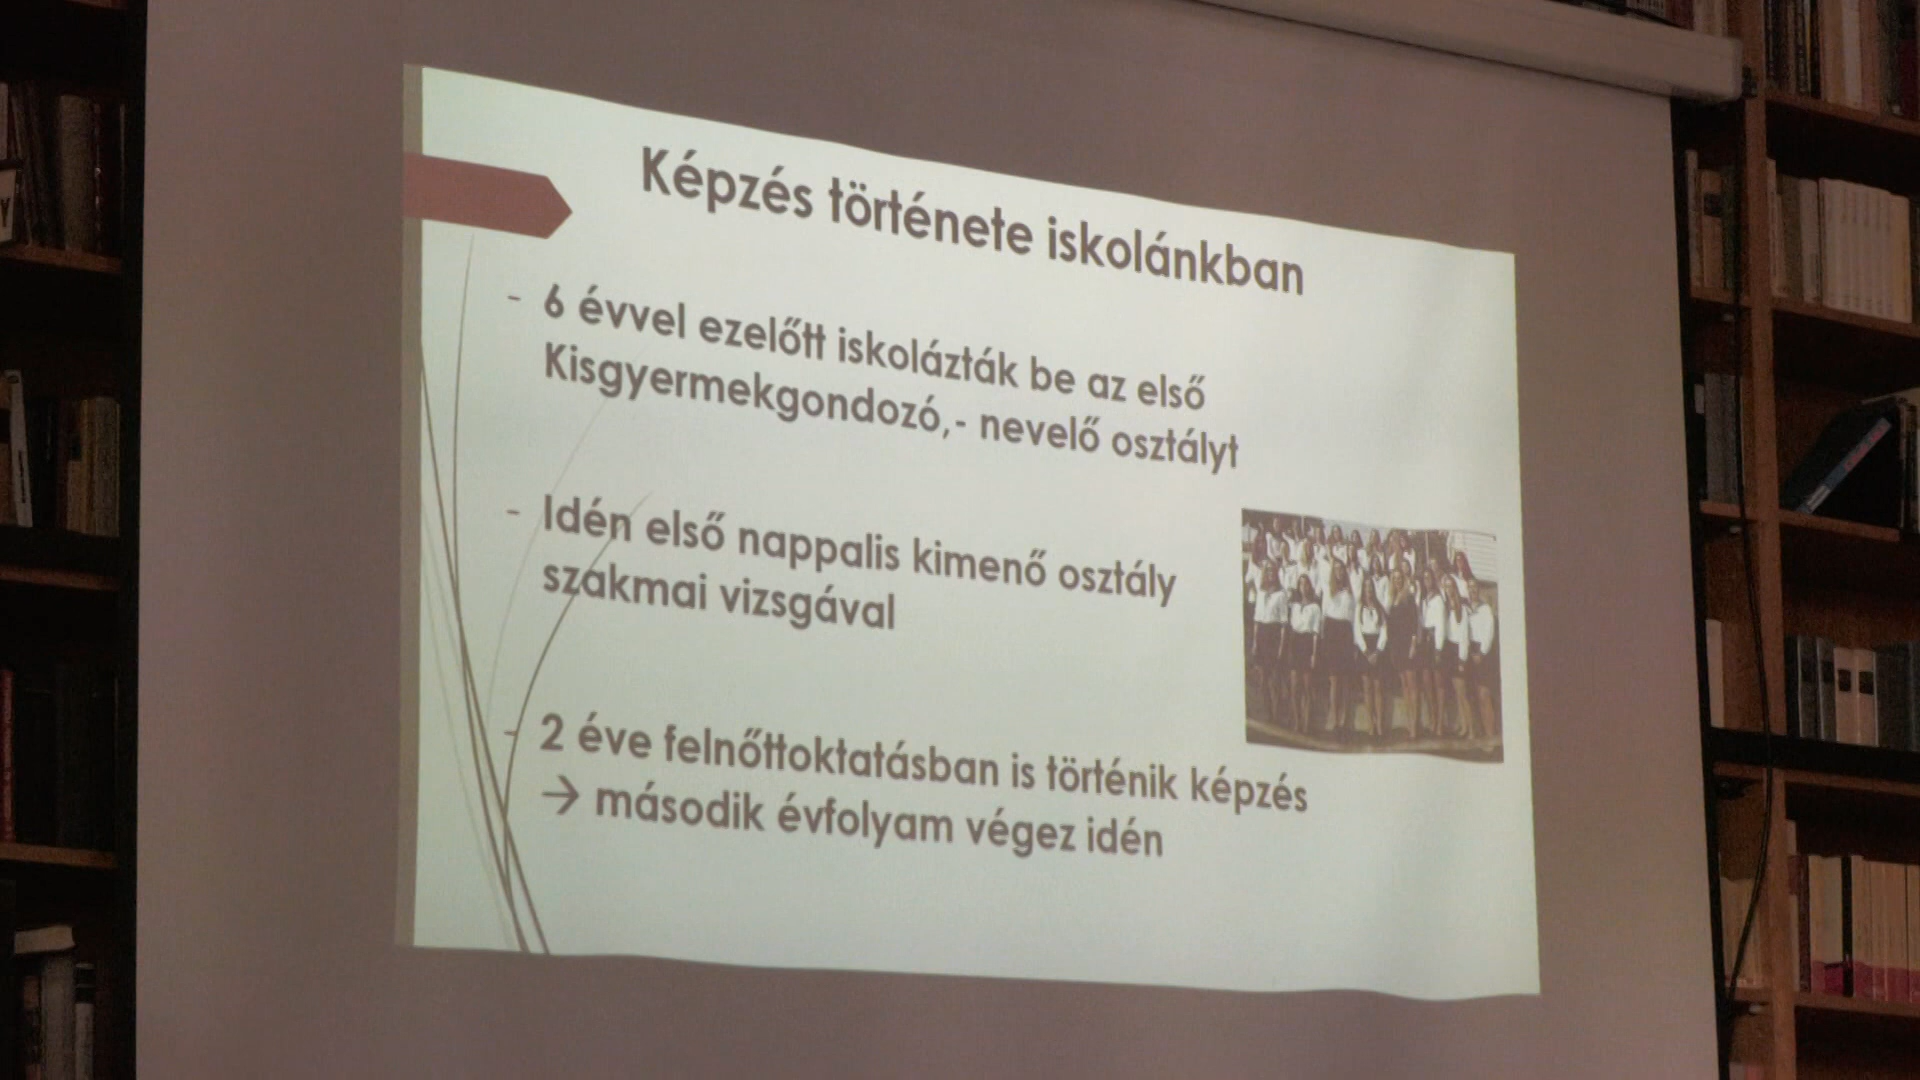 Képzés története iskolánkban
- 6 évvel ezelőtt iskolázták be az első
Kisgyermekgondozó,- nevelő osztályt
- Idén első nappalis kimenő osztály
szakmai vizsgával
- 2 éve felnőttoktatásban is történik képzés
→ második évfolyam végez idén